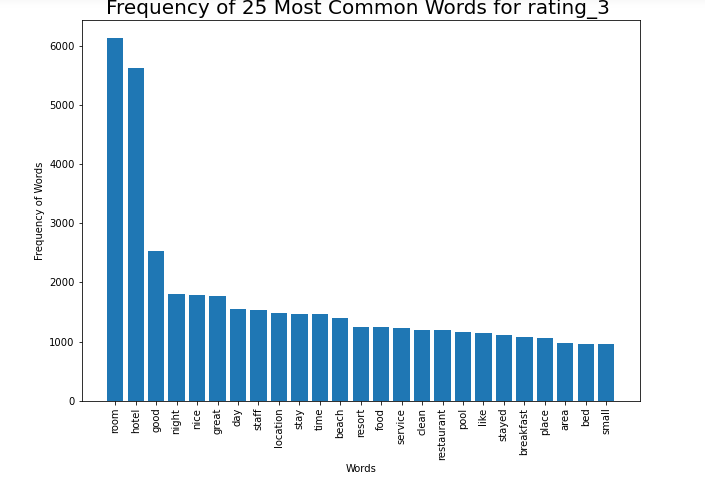 Frequency of 25 Most Common Words for rating_3
Frequency of Words
6000
5000
4000
3000
2000
1000
0
room
hotel
good
night
nice
great
day
staff
location
stay
time
beach
resort
food
service
clean
restaurant
pool
like
stayed
breakfast
place
area
bed
small
Words